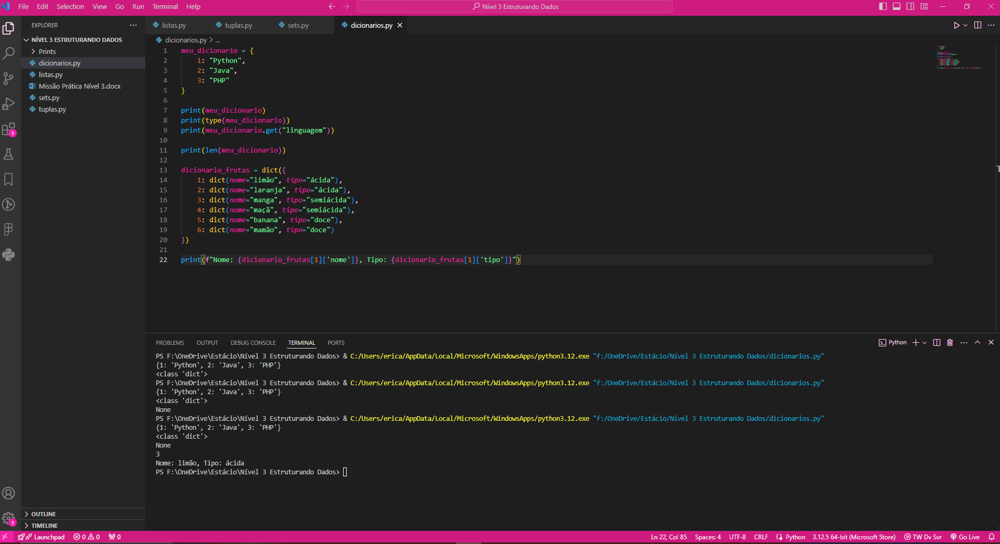 File Edit Selection View Go Run Terminal Help
Nível 3 Estruturando Dados
EXPLORER
NÍVEL 3 ESTRUTURANDO DADOS
Prints
dicionarios.py
listas.py
Missão Prática Nível 3.docx
sets.py
tuplas.py
OUTLINE
TIMELINE
1
1
listas.py tuplas.py sets.py dicionarios.py
dicionarios.py > ...
1 meu_dicionario = {
2     1: "Python",
3     2: "Java",
4     3: "PHP"
5 }
6
7 print(meu_dicionario)
8 print(type(meu_dicionario))
9 print(meu_dicionario.get("linguagem"))
10
11 print(len(meu_dicionario))
12
13 dicionario_frutas = dict({
14     1: dict(nome="limão", tipo="ácida"),
15     2: dict(nome="laranja", tipo="ácida"),
16     3: dict(nome="manga", tipo="semiácida"),
17     4: dict(nome="maçã", tipo="semiácida"),
18     5: dict(nome="banana", tipo="doce"),
19     6: dict(nome="mamão", tipo="doce")
20 })
21
22 print(f"Nome: {dicionario_frutas[1]['nome']}, Tipo: {dicionario_frutas[1]['tipo']}")
PROBLEMS OUTPUT DEBUG CONSOLE TERMINAL PORTS
Python
PS F:\OneDrive\Estácio\Nível 3 Estruturando Dados> & C:/Users/erica/AppData/Local/Microsoft/WindowsApps/python3.12.exe "f:/OneDrive/Estácio/Nível 3 Estruturando Dados/dicionarios.py"
{1: 'Python', 2: 'Java', 3: 'PHP'}
<class 'dict'>
PS F:\OneDrive\Estácio\Nível 3 Estruturando Dados> & C:/Users/erica/AppData/Local/Microsoft/WindowsApps/python3.12.exe "f:/OneDrive/Estácio/Nível 3 Estruturando Dados/dicionarios.py"
{1: 'Python', 2: 'Java', 3: 'PHP'}
<class 'dict'>
None
PS F:\OneDrive\Estácio\Nível 3 Estruturando Dados> & C:/Users/erica/AppData/Local/Microsoft/WindowsApps/python3.12.exe "f:/OneDrive/Estácio/Nível 3 Estruturando Dados/dicionarios.py"
{1: 'Python', 2: 'Java', 3: 'PHP'}
<class 'dict'>
None
3
Nome: limão, Tipo: ácida
PS F:\OneDrive\Estácio\Nível 3 Estruturando Dados>
Launchpad 0 0 0 Ln 22, Col 85 Spaces: 4 UTF-8 CRLF Python 3.12.5 64-bit (Microsoft Store) TW Dv Svr Go Live